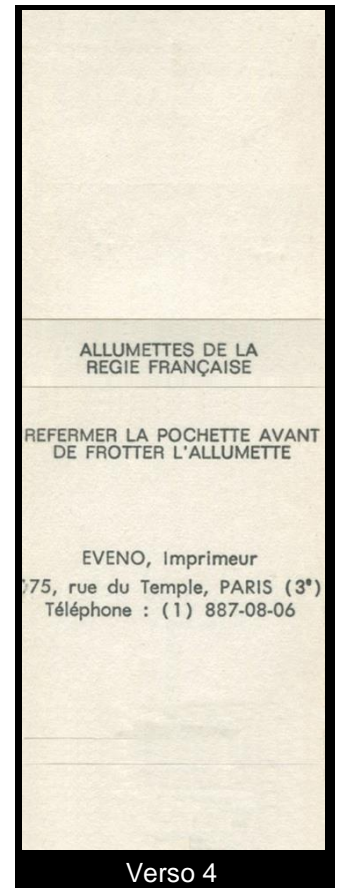 ALLUMETTES DE LA
REGIE FRANÇAISE
REFERMER LA POCHETTE AVANT
DE FROTTER L'ALLUMETTE
EVENO, Imprimeur
75, rue du Temple, PARIS (3e)
Téléphone : (1) 887-08-06
Verso 4